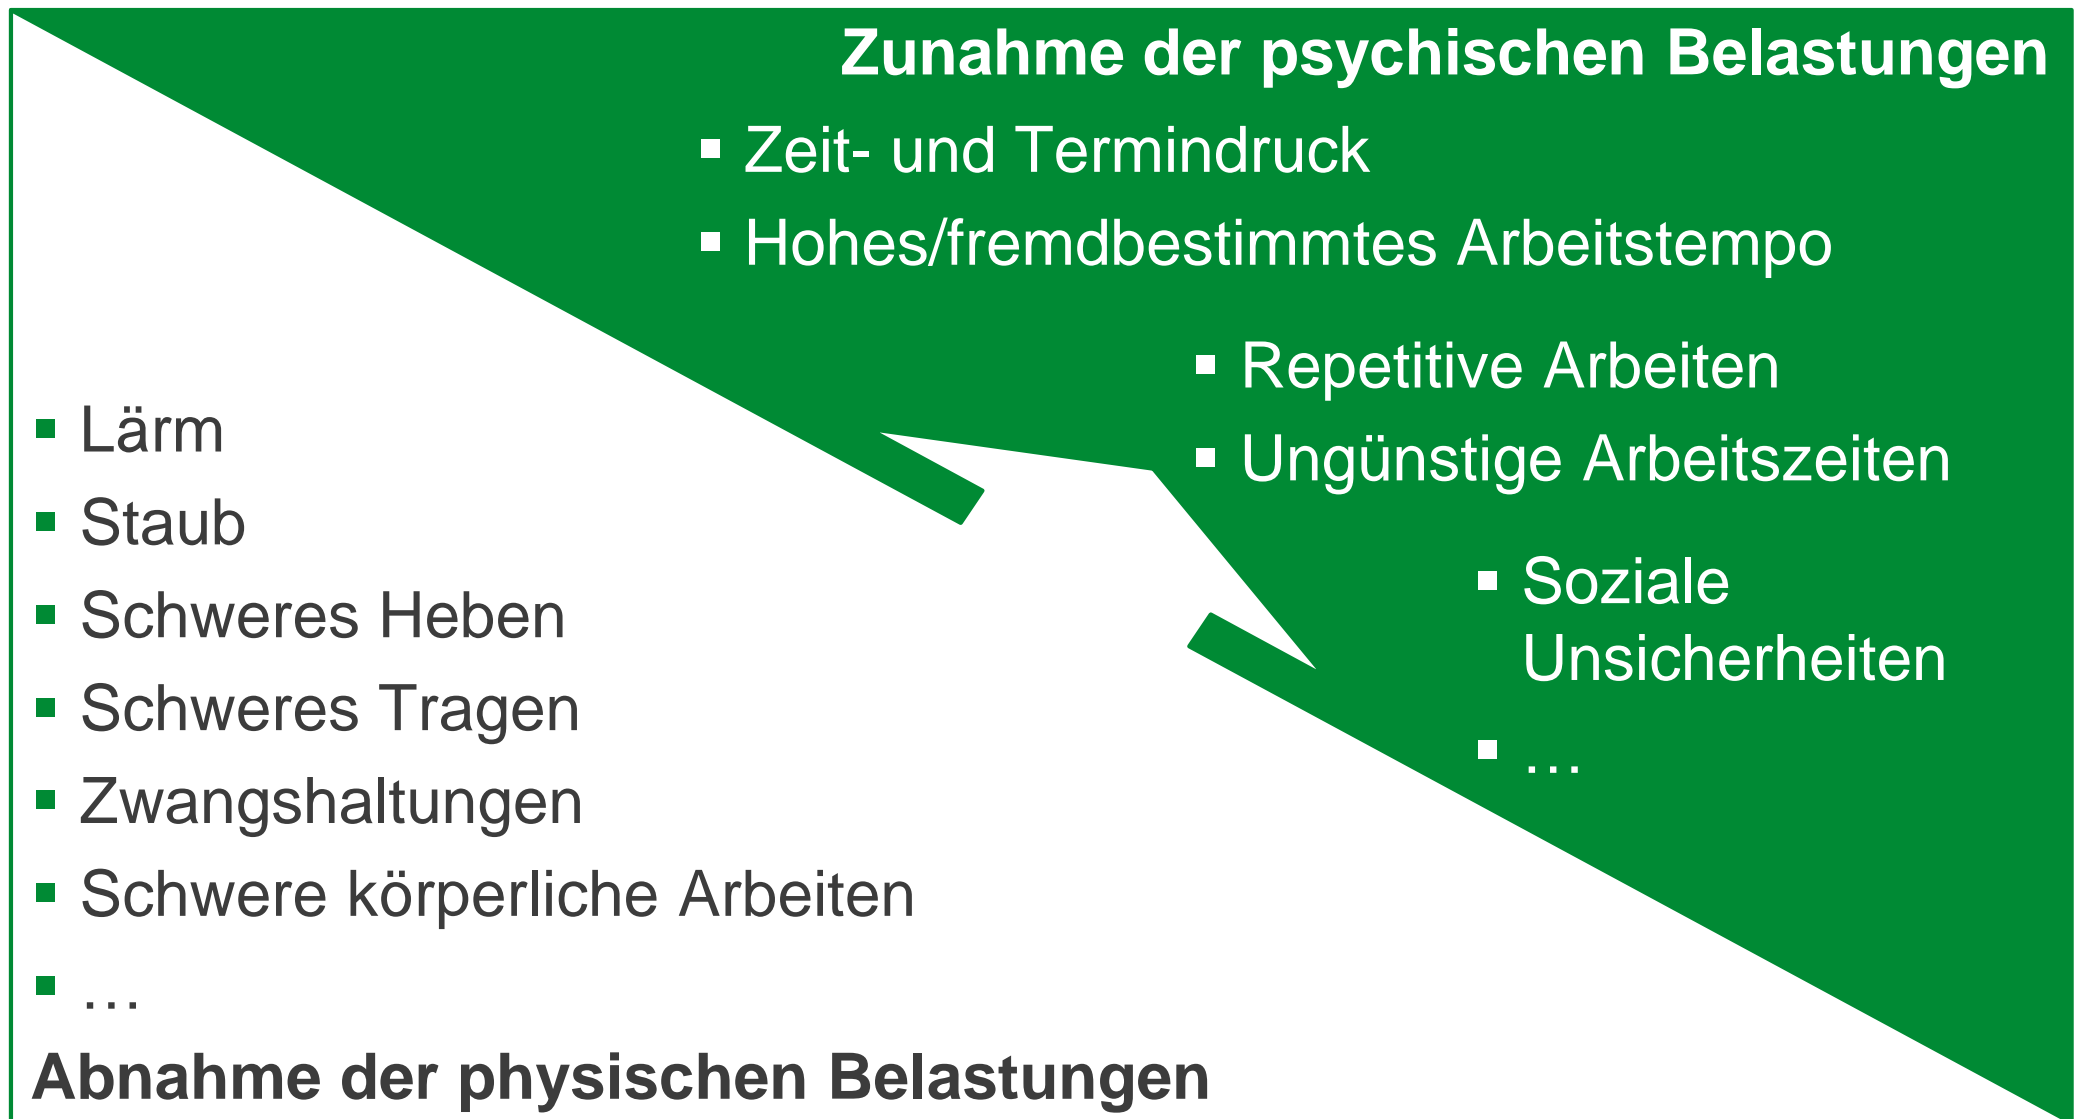 Zunahme der psychischen Belastungen
▪ Zeit- und Termindruck
▪ Hohes/fremdbestimmtes Arbeitstempo
▪ Repetitive Arbeiten
▪ Ungünstige Arbeitszeiten
▪ Soziale
Unsicherheiten
▪ …
▪ Lärm
▪ Staub
▪ Schweres Heben
▪ Schweres Tragen
▪ Zwangshaltungen
▪ Schwere körperliche Arbeiten
▪ …
Abnahme der physischen Belastungen